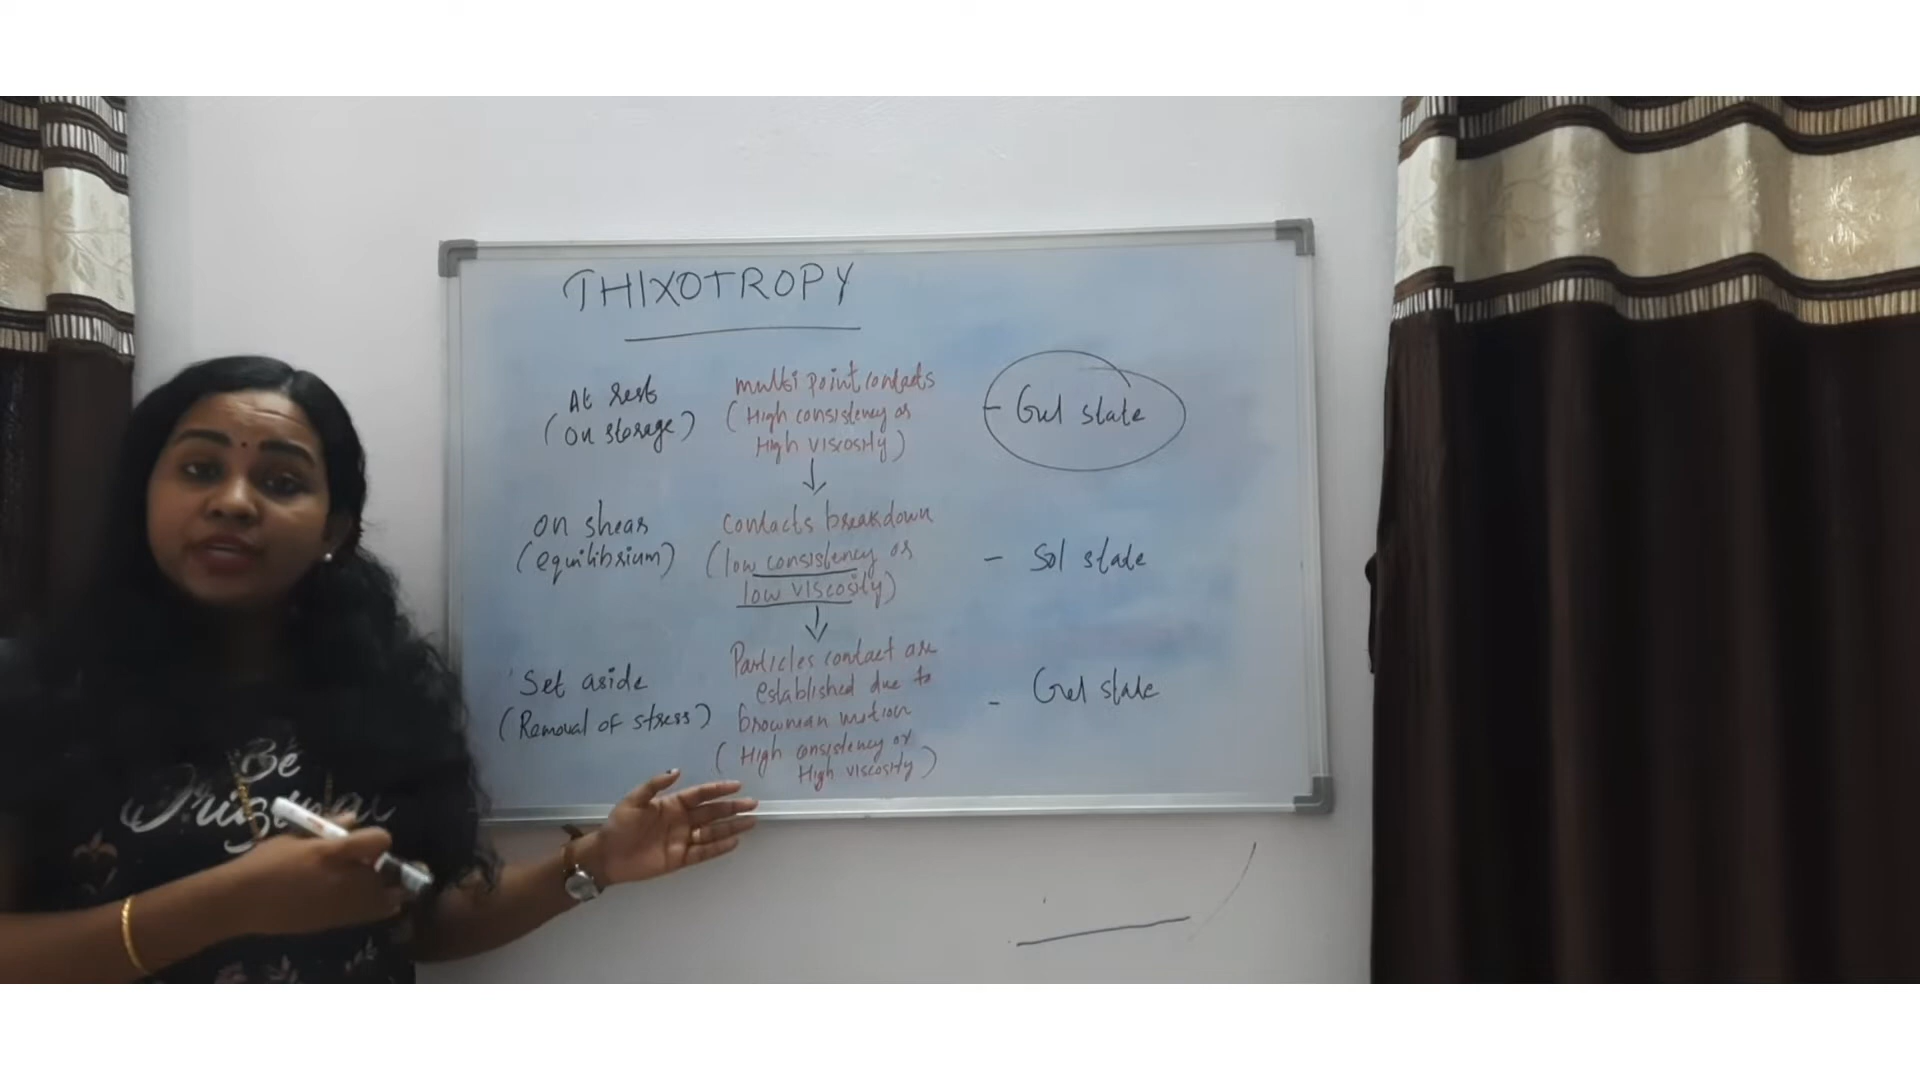 THIXOTROPY
At rest
(On storage)
multi point contacts
(High consistency or
High viscosity)
- Gel state
On shear
(equilibrium)
Contacts breakdown
(low consistency or
low viscosity)
- Sol state
Set aside
(Removal of stress)
Particles contact are
established due to
brownian motion
(High consistency or
High viscosity)
- Gel state
Be
Original